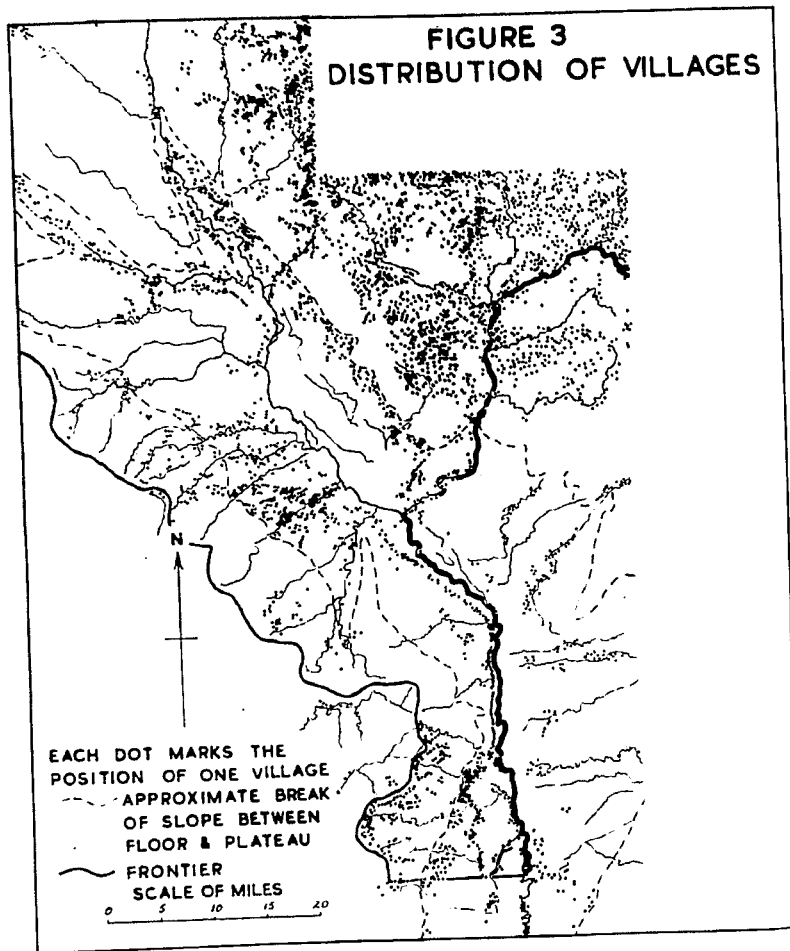 FIGURE 3
DISTRIBUTION OF VILLAGES
N
EACH DOT MARKS THE
POSITION OF ONE VILLAGE
APPROXIMATE BREAK
OF SLOPE BETWEEN
FLOOR & PLATEAU
FRONTIER
SCALE OF MILES
0 5 10 15 20